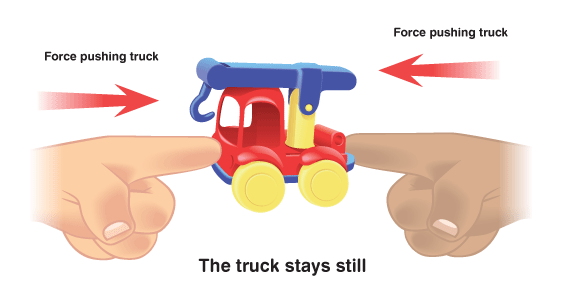 Force pushing truck
Force pushing truck
The truck stays still